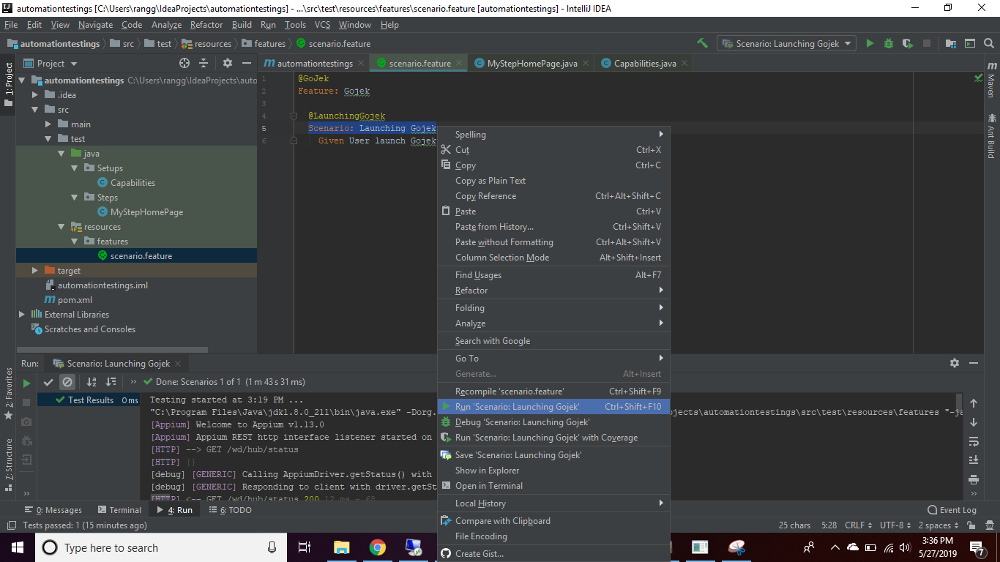 automationtestings [C:\Users\rangg\IdeaProjects\automationtestings] - ...\src\test\resources\features\scenario.feature [automationtestings] - IntelliJ IDEA
File Edit View Navigate Code Analyze Refactor Build Run Tools VCS Window Help
automationtestings src test resources features scenario.feature Scenario: Launching Gojek
Project automationtestings scenario.feature MyStepHomePage.java Capabilities.java
1: Project
7: Structure
2: Favorites
Maven
Ant Build
automationtestings C:\Users\rangg\IdeaProjects\auto
.idea
src
main
test
java
Setups
Capabilities
Steps
MyStepHomePage
resources
features
scenario.feature
target
automationtestings.iml
pom.xml
External Libraries
Scratches and Consoles
1 @GoJek
2 Feature: Gojek
3
4 @LaunchingGojek
5 Scenario: Launching Gojek
6 Given User launch Gojek
Spelling
Cut Ctrl+X
Copy Ctrl+C
Copy as Plain Text
Copy Reference Ctrl+Alt+Shift+C
Paste Ctrl+V
Paste from History... Ctrl+Shift+V
Paste without Formatting Ctrl+Alt+Shift+V
Column Selection Mode Alt+Shift+Insert
Find Usages Alt+F7
Refactor
Folding
Analyze
Search with Google
Go To
Generate... Alt+Insert
Recompile 'scenario.feature' Ctrl+Shift+F9
Run 'Scenario: Launching Gojek' Ctrl+Shift+F10
Debug 'Scenario: Launching Gojek'
Run 'Scenario: Launching Gojek' with Coverage
Save 'Scenario: Launching Gojek'
Show in Explorer
Open in Terminal
Local History
Compare with Clipboard
File Encoding
Create Gist...
Run: Scenario: Launching Gojek
Done: Scenarios 1 of 1 (1 m 43 s 31 ms)
Test Results 0 ms
Testing started at 3:19 PM ...
"C:\Program Files\Java\jdk1.8.0_211\bin\java.exe" -Dorg. ojects\automationtestings\src\test\resources\features "-ja
[Appium] Welcome to Appium v1.13.0
[Appium] Appium REST http interface listener started on
[HTTP] --> GET /wd/hub/status
[HTTP] {}
[debug] [GENERIC] Calling AppiumDriver.getStatus() with
[debug] [GENERIC] Responding to client with driver.getSt
[HTTP] <-- GET /wd/hub/status 200 12 ms - 68
0: Messages Terminal 4: Run 6: TODO Event Log
Tests passed: 1 (15 minutes ago) 25 chars 5:28 CRLF UTF-8 2 spaces
Type here to search
3:36 PM
5/27/2019
7